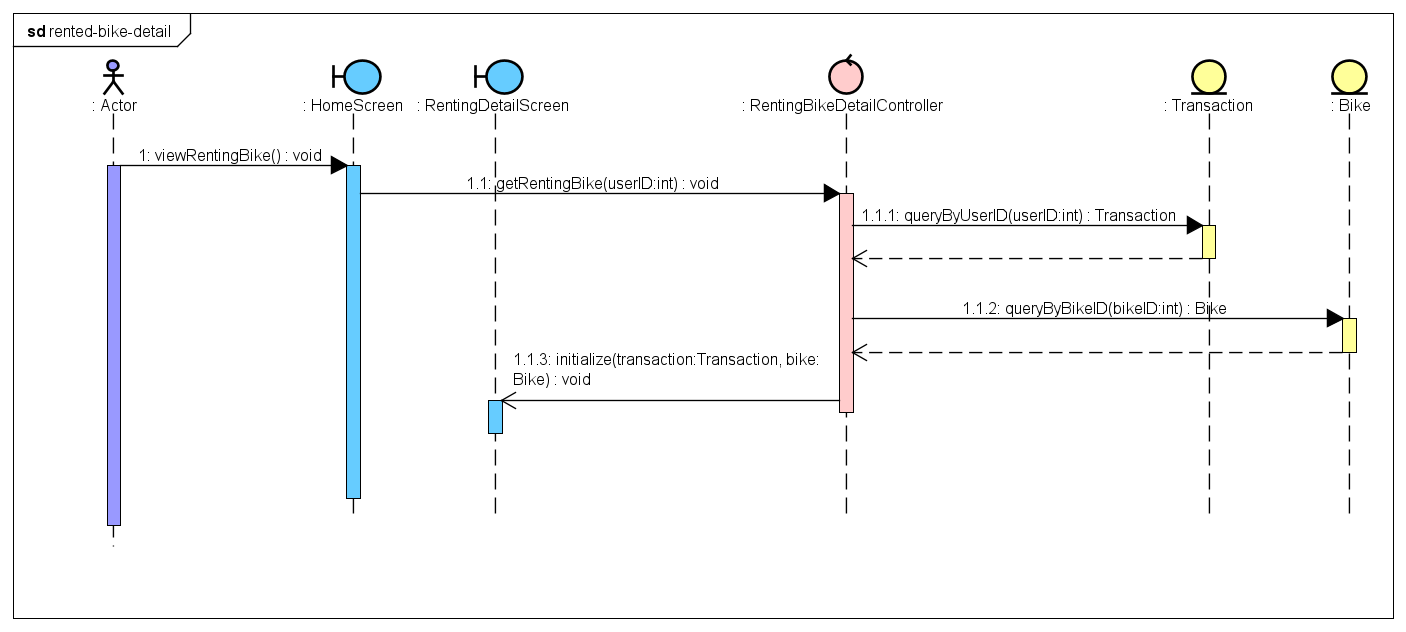 sd rented-bike-detail
: Actor
: HomeScreen
: RentingDetailScreen
: RentingBikeDetailController
: Transaction
: Bike
1: viewRentingBike() : void
1.1: getRentingBike(userID:int) : void
1.1.1: queryByUserID(userID:int) : Transaction
1.1.2: queryByBikeID(bikeID:int) : Bike
1.1.3: initialize(transaction:Transaction, bike:
Bike) : void